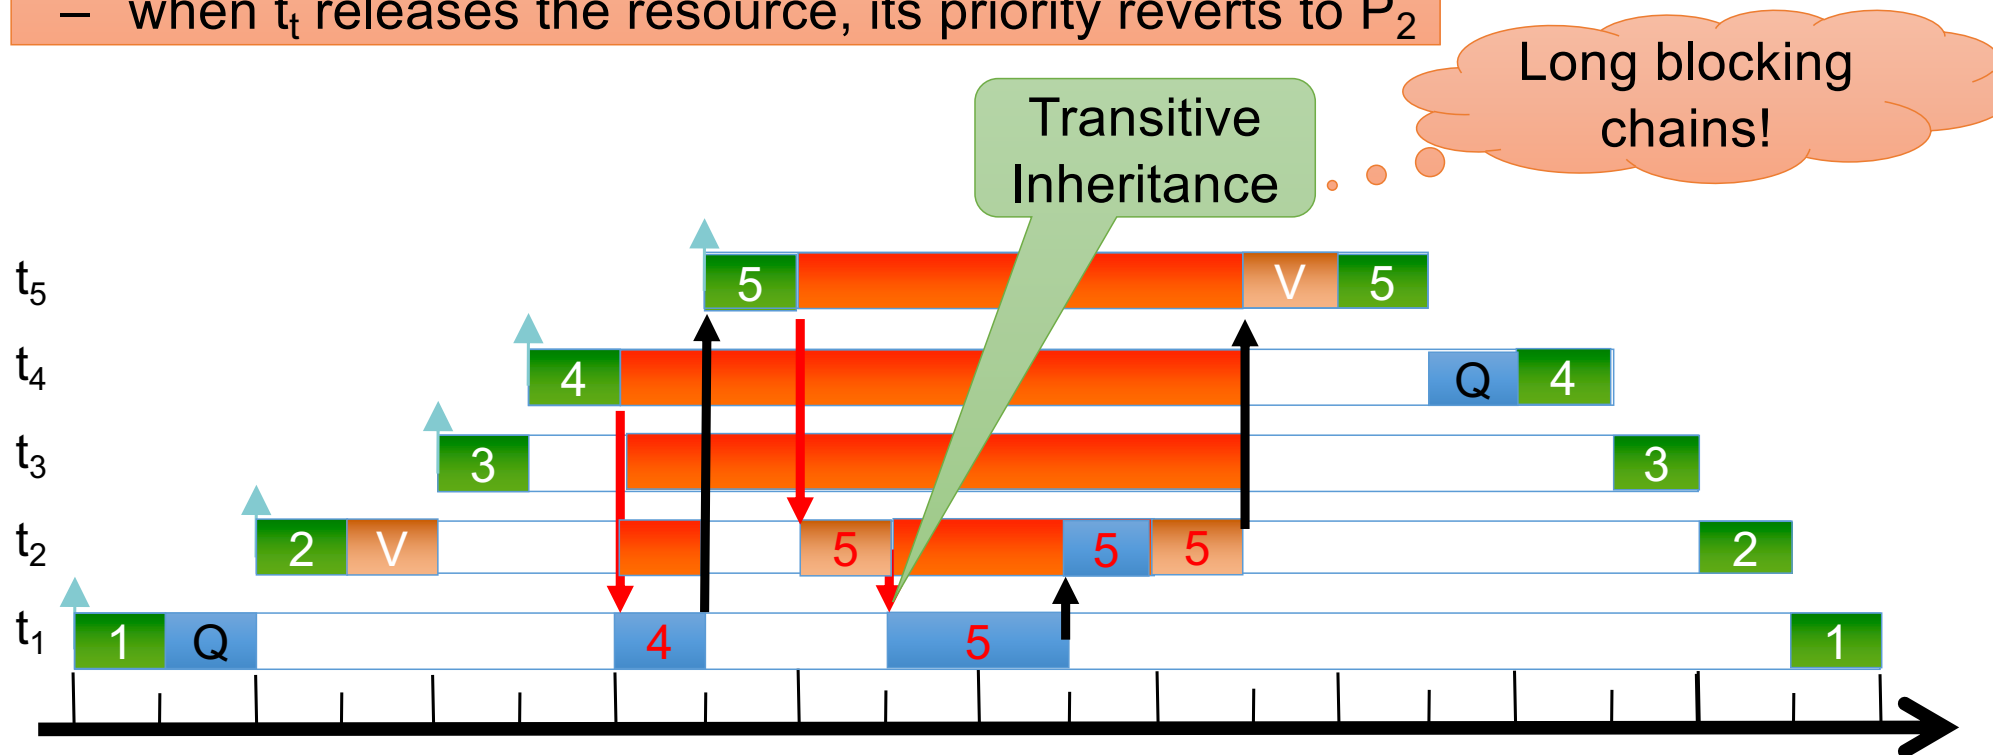 – when tₜ releases the resource, its priority reverts to P₂
Long blocking
chains!
Transitive
Inheritance
t₅ 5 V 5
t₄ 4 Q 4
t₃ 3 3
t₂ 2 V 5 5 5 2
t₁ 1 Q 4 5 1